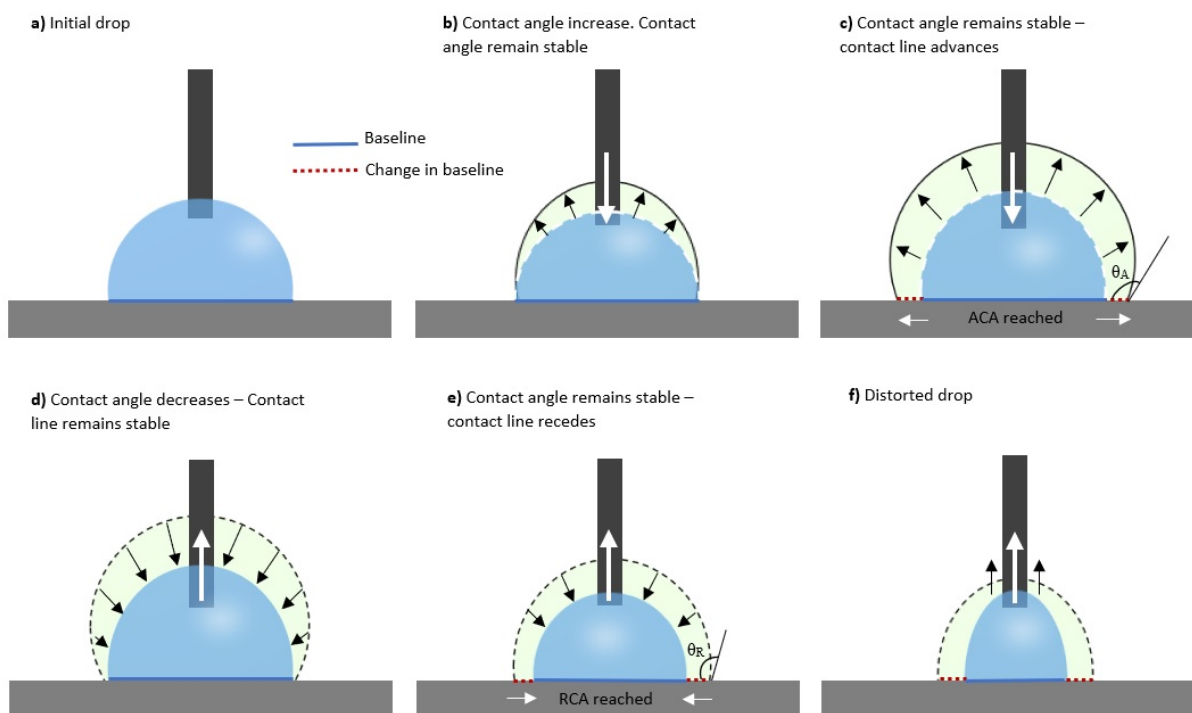 a) Initial drop
b) Contact angle increase. Contact
angle remain stable
c) Contact angle remains stable –
contact line advances
Baseline
Change in baseline
θA
ACA reached
d) Contact angle decreases – Contact
line remains stable
e) Contact angle remains stable –
contact line recedes
f) Distorted drop
θR
RCA reached